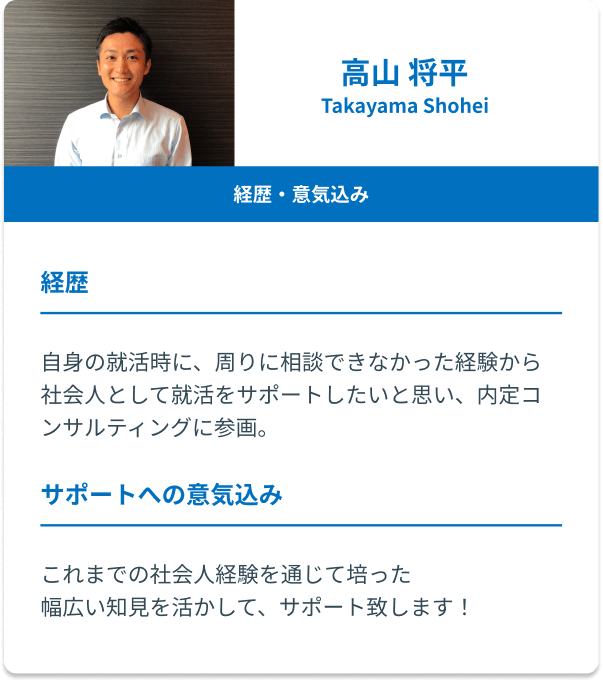 高山 将平
Takayama Shohei
経歴・意気込み
経歴
自身の就活時に、周りに相談できなかった経験から
社会人として就活をサポートしたいと思い、内定コ
ンサルティングに参画。
サポートへの意気込み
これまでの社会人経験を通じて培った
幅広い知見を活かして、サポート致します！